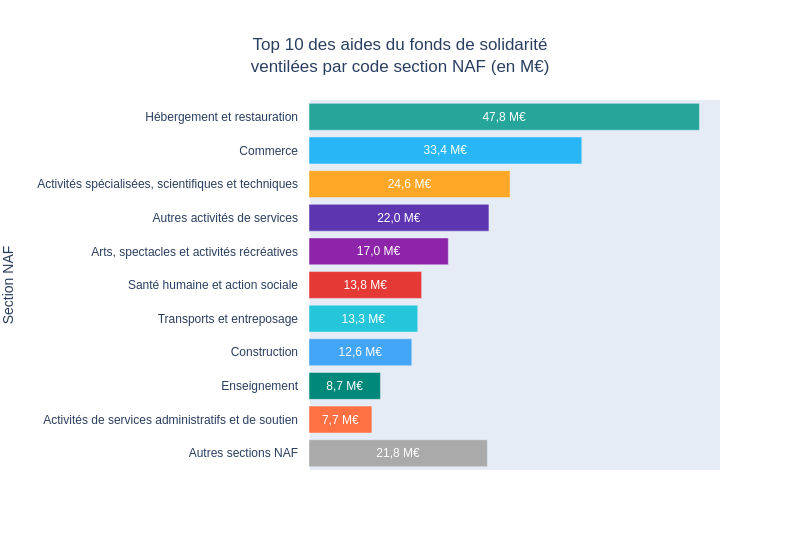 Top 10 des aides du fonds de solidarité
ventilées par code section NAF (en M€)
Section NAF
Hébergement et restauration 47,8 M€
Commerce 33,4 M€
Activités spécialisées, scientifiques et techniques 24,6 M€
Autres activités de services 22,0 M€
Arts, spectacles et activités récréatives 17,0 M€
Santé humaine et action sociale 13,8 M€
Transports et entreposage 13,3 M€
Construction 12,6 M€
Enseignement 8,7 M€
Activités de services administratifs et de soutien 7,7 M€
Autres sections NAF 21,8 M€